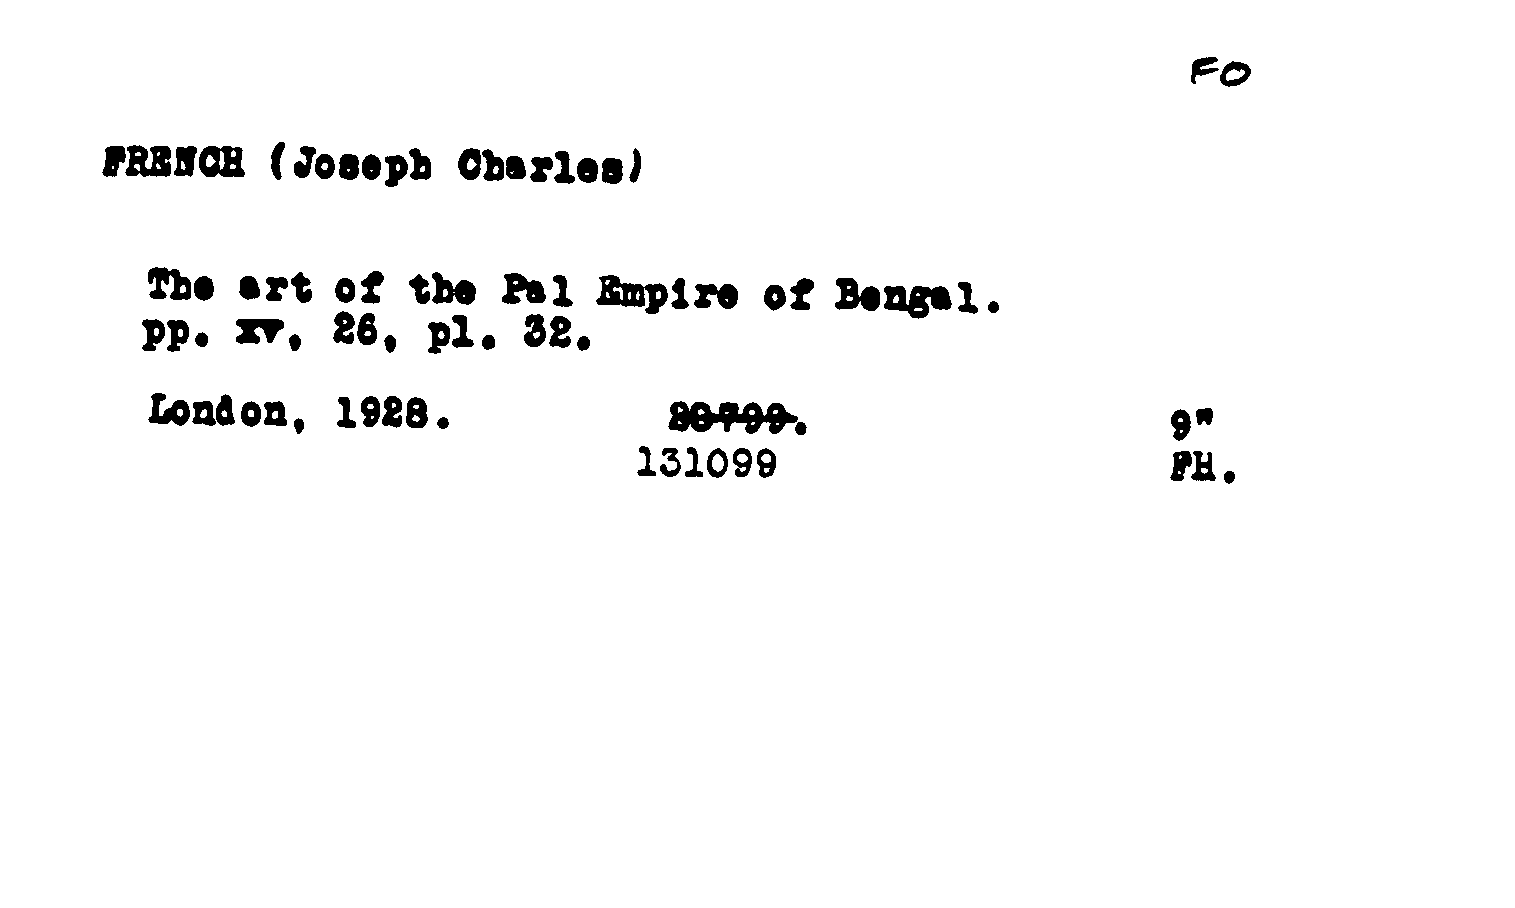 FO
FRENCH (Joseph Charles)
The art of the Pal Empire of Bengal.
pp. xv, 26, pl. 32.
London, 1928. 9"
131099 FH.